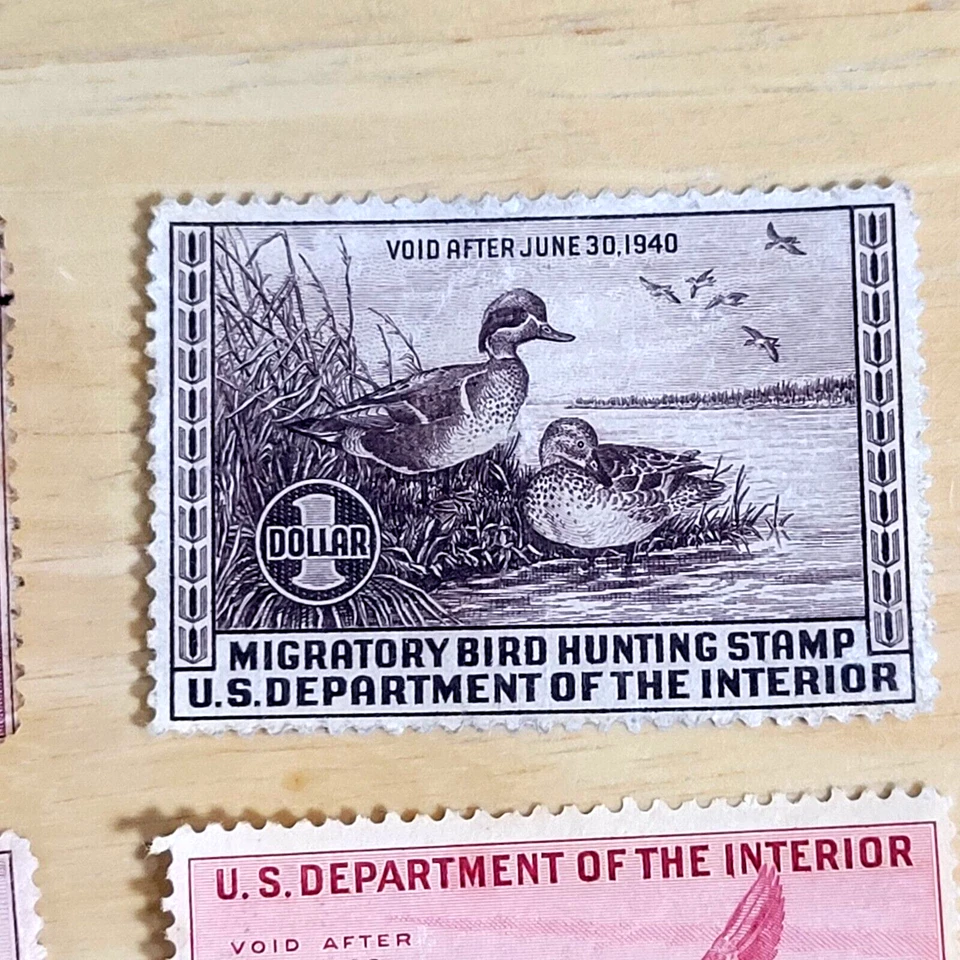 VOID AFTER JUNE 30, 1940
1
DOLLAR
MIGRATORY BIRD HUNTING STAMP
U.S. DEPARTMENT OF THE INTERIOR
U.S. DEPARTMENT OF THE INTERIOR
VOID AFTER